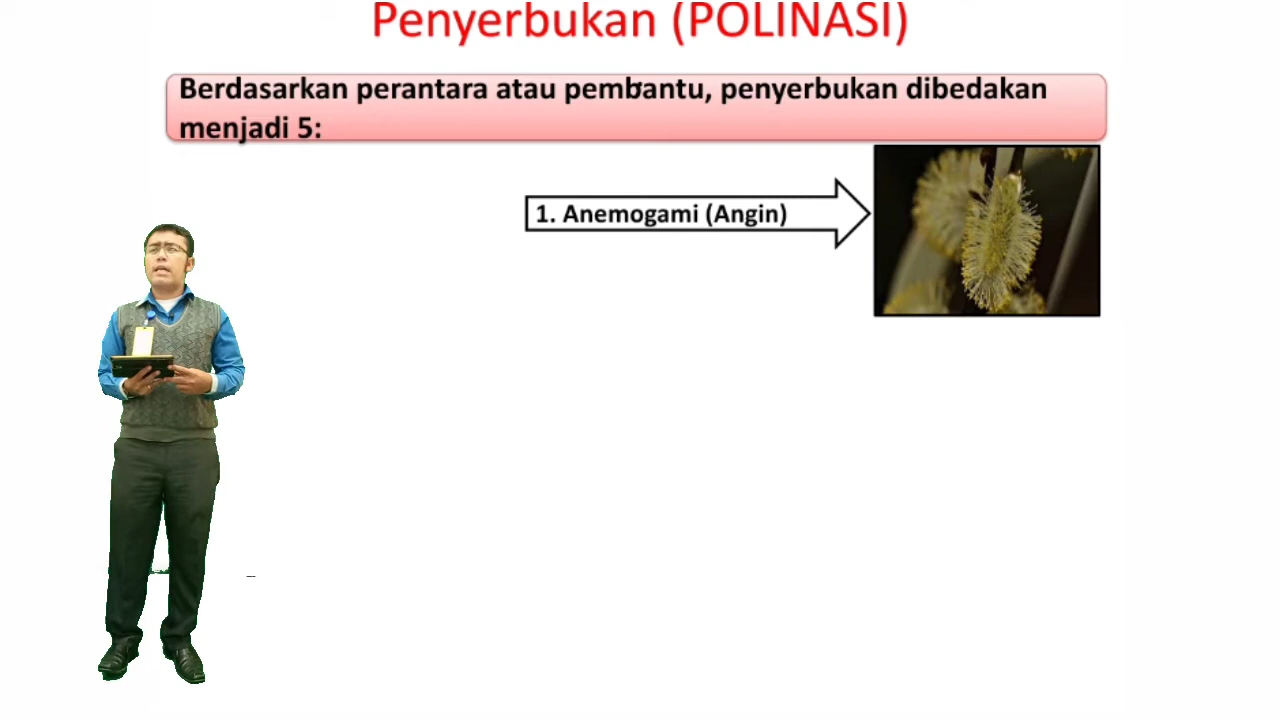 Penyerbukan (POLINASI)
Berdasarkan perantara atau pembantu, penyerbukan dibedakan
menjadi 5:
1. Anemogami (Angin)